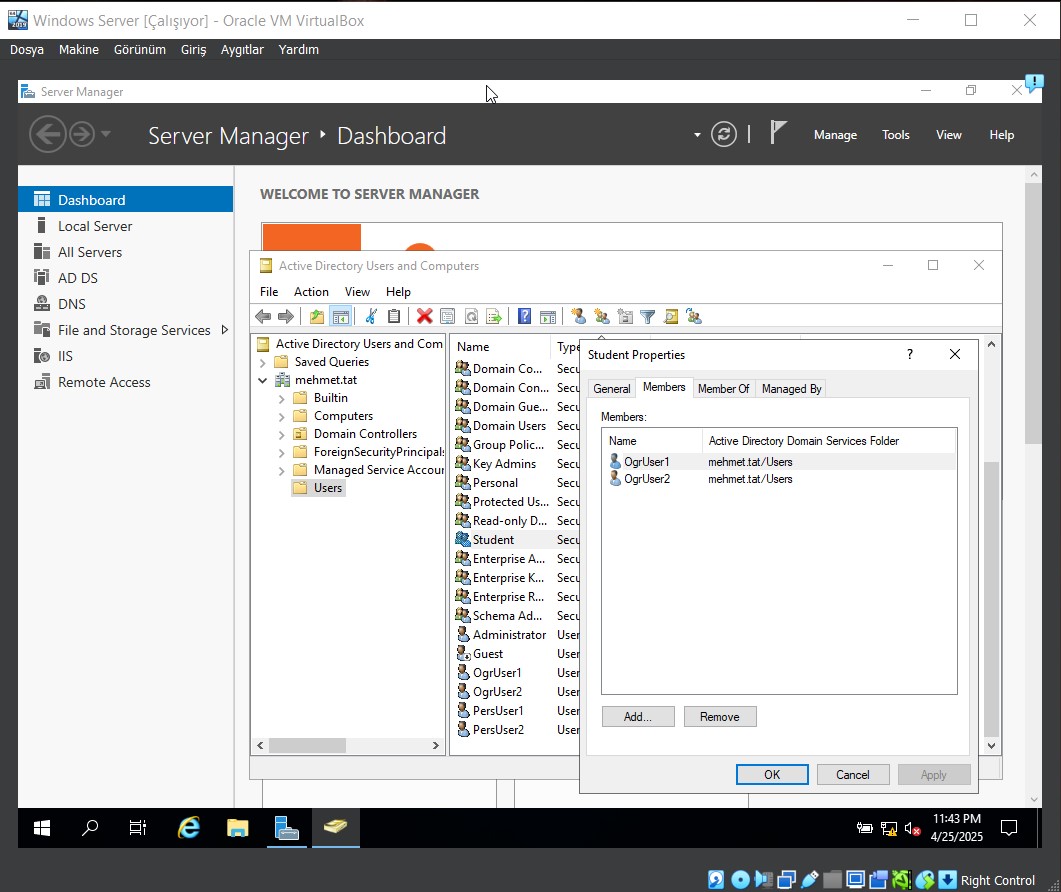 Windows Server [Çalışıyor] - Oracle VM VirtualBox
Dosya Makine Görünüm Giriş Aygıtlar Yardım
Server Manager
Server Manager Dashboard
Manage Tools View Help
Dashboard
Local Server
All Servers
AD DS
DNS
File and Storage Services
IIS
Remote Access
WELCOME TO SERVER MANAGER
Active Directory Users and Computers
File Action View Help
Active Directory Users and Com
Saved Queries
mehmet.tat
Builtin
Computers
Domain Controllers
ForeignSecurityPrincipals
Managed Service Accour
Users
Name Type
Domain Co... Secu
Domain Con... Secu
Domain Gue... Secu
Domain Users Secu
Group Polic... Secu
Key Admins Secu
Personal Secu
Protected Us... Secu
Read-only D... Secu
Student Secu
Enterprise A... Secu
Enterprise K... Secu
Enterprise R... Secu
Schema Ad... Secu
Administrator User
Guest User
OgrUser1 User
OgrUser2 User
PersUser1 User
PersUser2 User
Student Properties
General Members Member Of Managed By
Members:
Name Active Directory Domain Services Folder
OgrUser1 mehmet.tat/Users
OgrUser2 mehmet.tat/Users
Add... Remove
OK Cancel Apply
11:43 PM
4/25/2025
Right Control